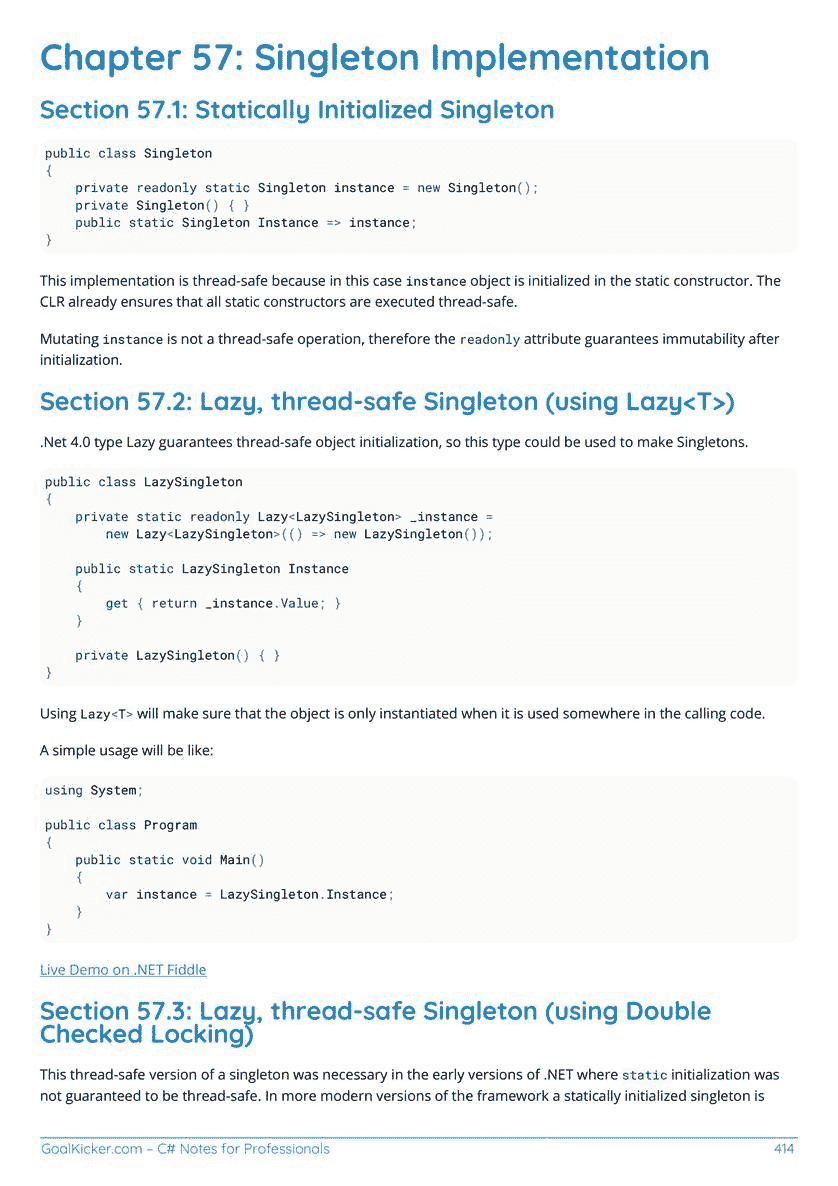 Chapter 57: Singleton Implementation
Section 57.1: Statically Initialized Singleton
public class Singleton
{
    private readonly static Singleton instance = new Singleton();
    private Singleton() { }
    public static Singleton Instance => instance;
}
This implementation is thread-safe because in this case instance object is initialized in the static constructor. The
CLR already ensures that all static constructors are executed thread-safe.
Mutating instance is not a thread-safe operation, therefore the readonly attribute guarantees immutability after
initialization.
Section 57.2: Lazy, thread-safe Singleton (using Lazy<T>)
.Net 4.0 type Lazy guarantees thread-safe object initialization, so this type could be used to make Singletons.
public class LazySingleton
{
    private static readonly Lazy<LazySingleton> _instance =
        new Lazy<LazySingleton>(() => new LazySingleton());
    public static LazySingleton Instance
    {
        get { return _instance.Value; }
    }
    private LazySingleton() { }
}
Using Lazy<T> will make sure that the object is only instantiated when it is used somewhere in the calling code.
A simple usage will be like:
using System;
public class Program
{
    public static void Main()
    {
        var instance = LazySingleton.Instance;
    }
}
Live Demo on .NET Fiddle
Section 57.3: Lazy, thread-safe Singleton (using Double
Checked Locking)
This thread-safe version of a singleton was necessary in the early versions of .NET where static initialization was
not guaranteed to be thread-safe. In more modern versions of the framework a statically initialized singleton is
GoalKicker.com – C# Notes for Professionals 414